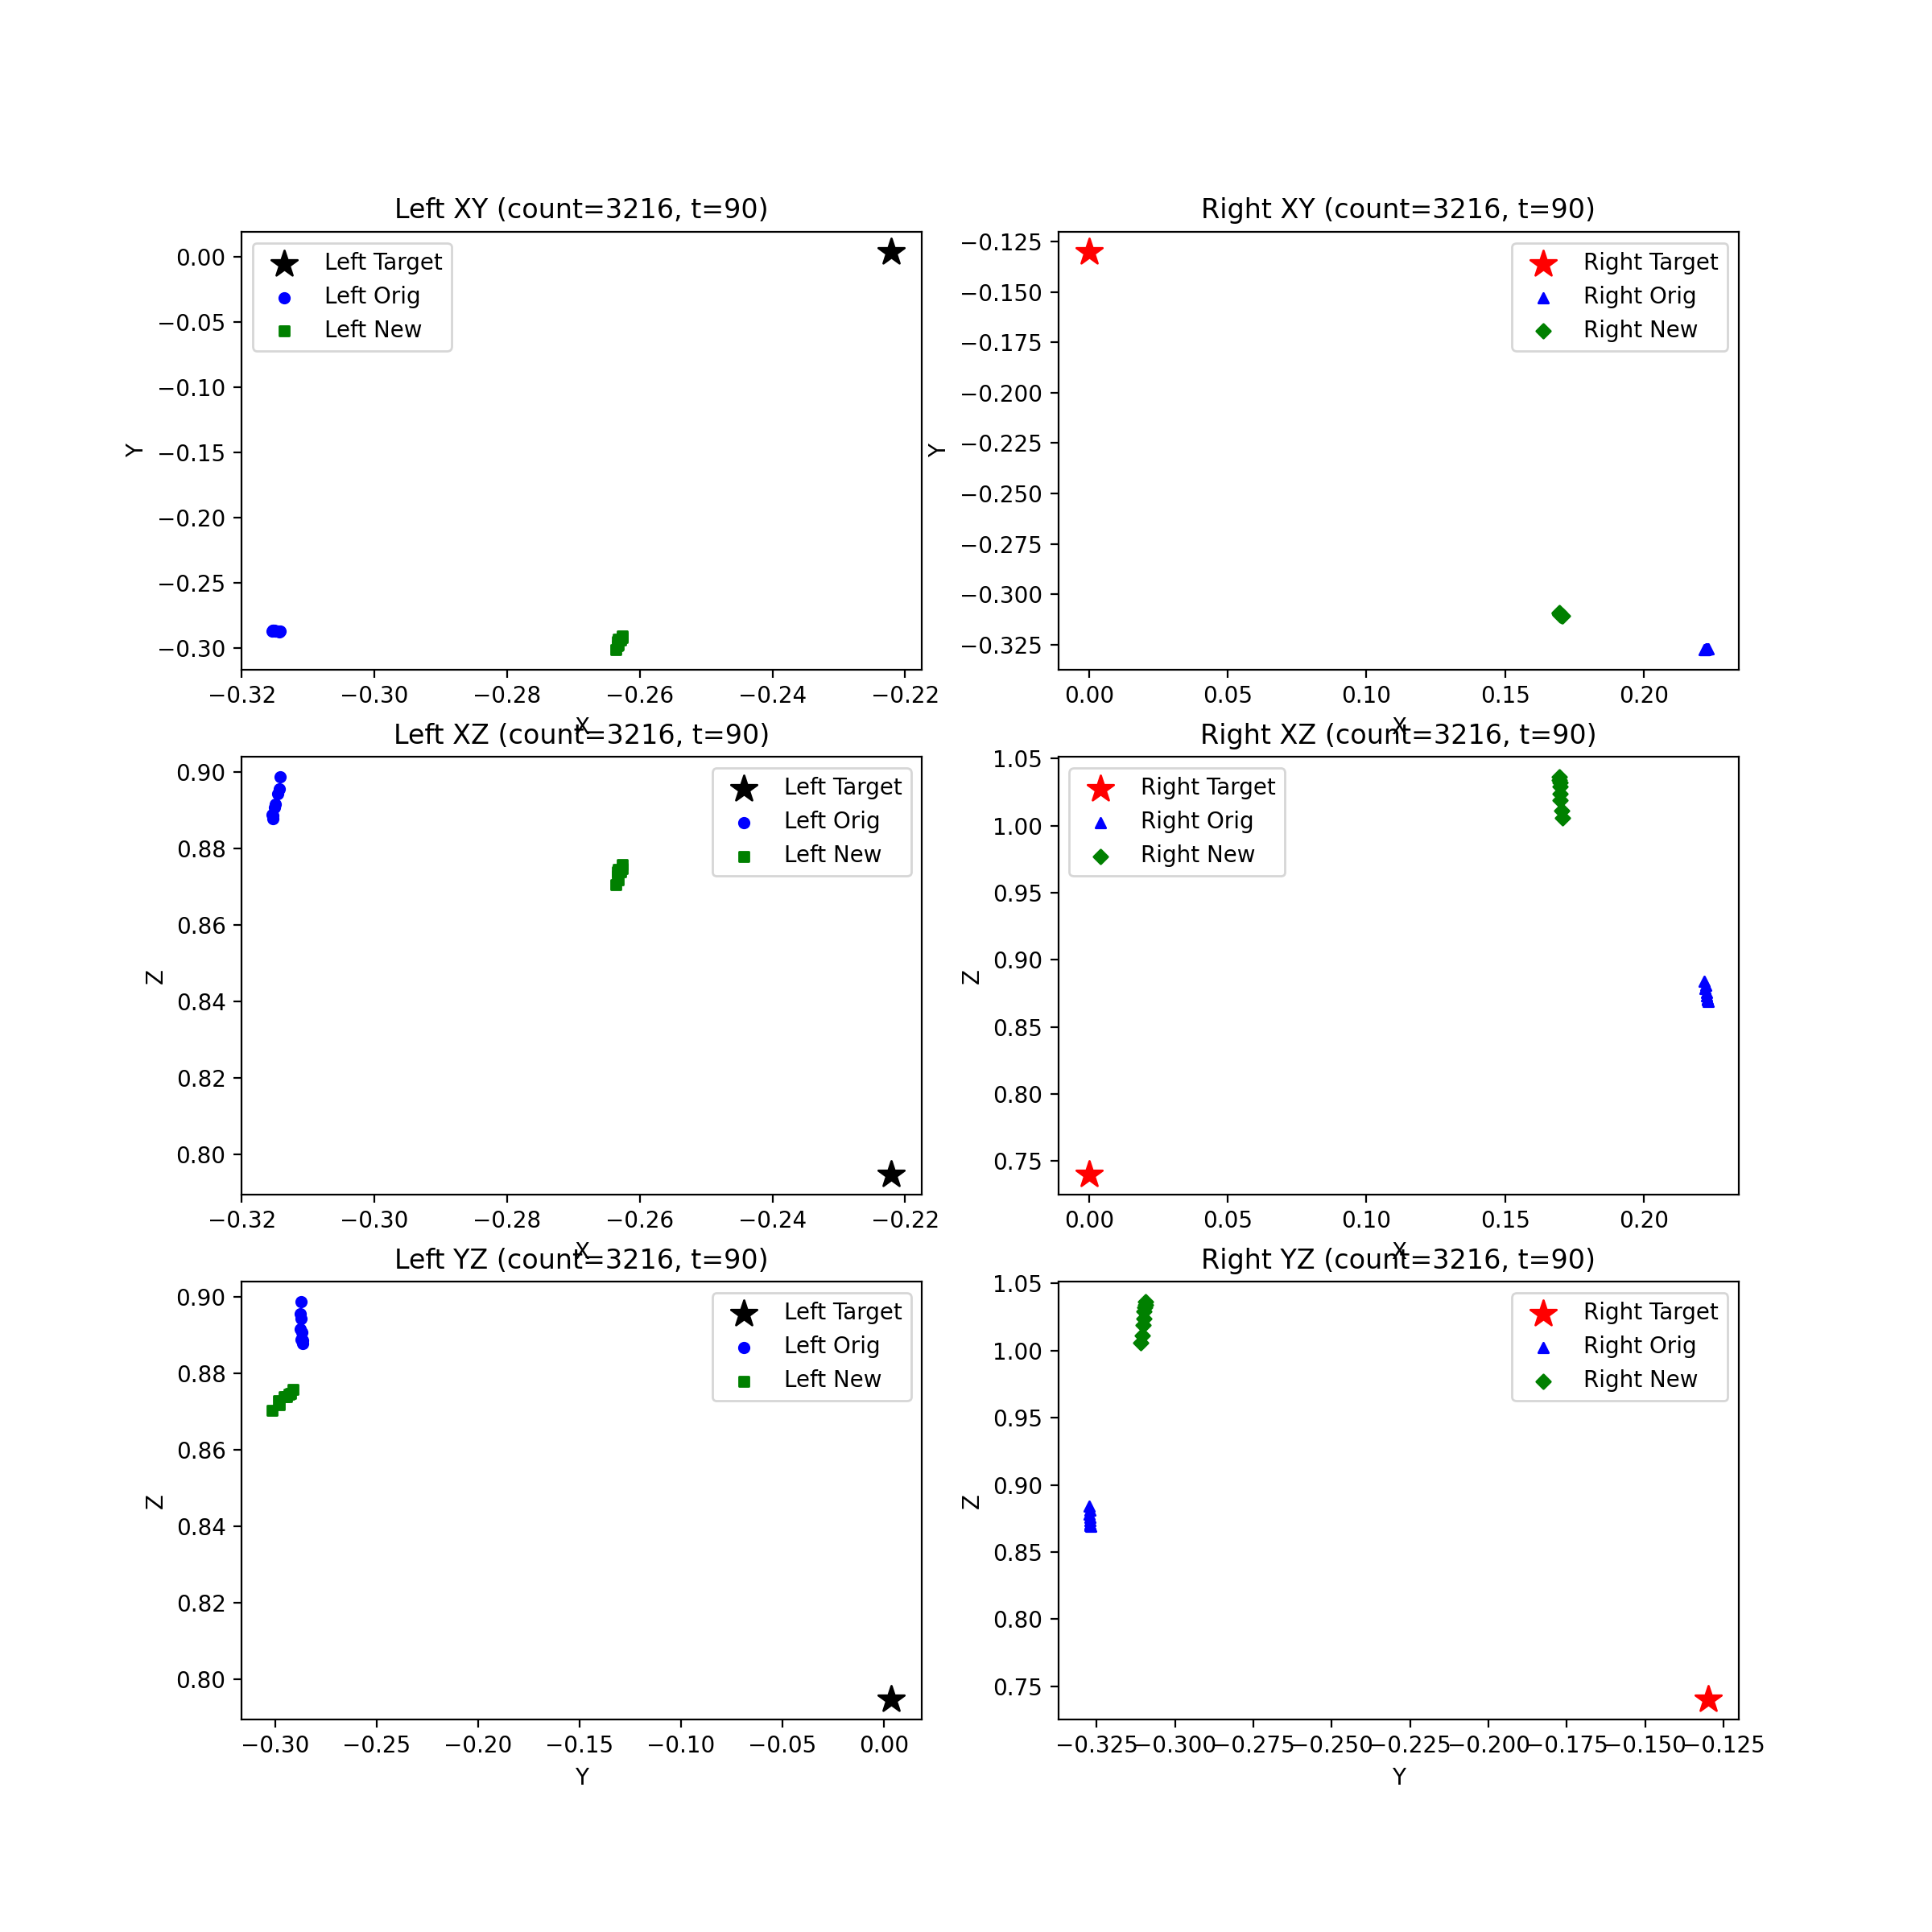 Left XY (count=3216, t=90)
Left Target
Left Orig
Left New
0.00
−0.05
−0.10
−0.15
−0.20
−0.25
−0.30
Y
−0.32
−0.30
−0.28
−0.26
−0.24
−0.22
X
Right XY (count=3216, t=90)
Right Target
Right Orig
Right New
−0.125
−0.150
−0.175
−0.200
−0.225
−0.250
−0.275
−0.300
−0.325
Y
0.00
0.05
0.10
0.15
0.20
X
Left XZ (count=3216, t=90)
Left Target
Left Orig
Left New
0.90
0.88
0.86
0.84
0.82
0.80
Z
−0.32
−0.30
−0.28
−0.26
−0.24
−0.22
X
Right XZ (count=3216, t=90)
Right Target
Right Orig
Right New
1.05
1.00
0.95
0.90
0.85
0.80
0.75
Z
0.00
0.05
0.10
0.15
0.20
X
Left YZ (count=3216, t=90)
Left Target
Left Orig
Left New
0.90
0.88
0.86
0.84
0.82
0.80
Z
−0.30
−0.25
−0.20
−0.15
−0.10
−0.05
0.00
Y
Right YZ (count=3216, t=90)
Right Target
Right Orig
Right New
1.05
1.00
0.95
0.90
0.85
0.80
0.75
Z
−0.325
−0.300
−0.275
−0.250
−0.225
−0.200
−0.175
−0.150
−0.125
Y